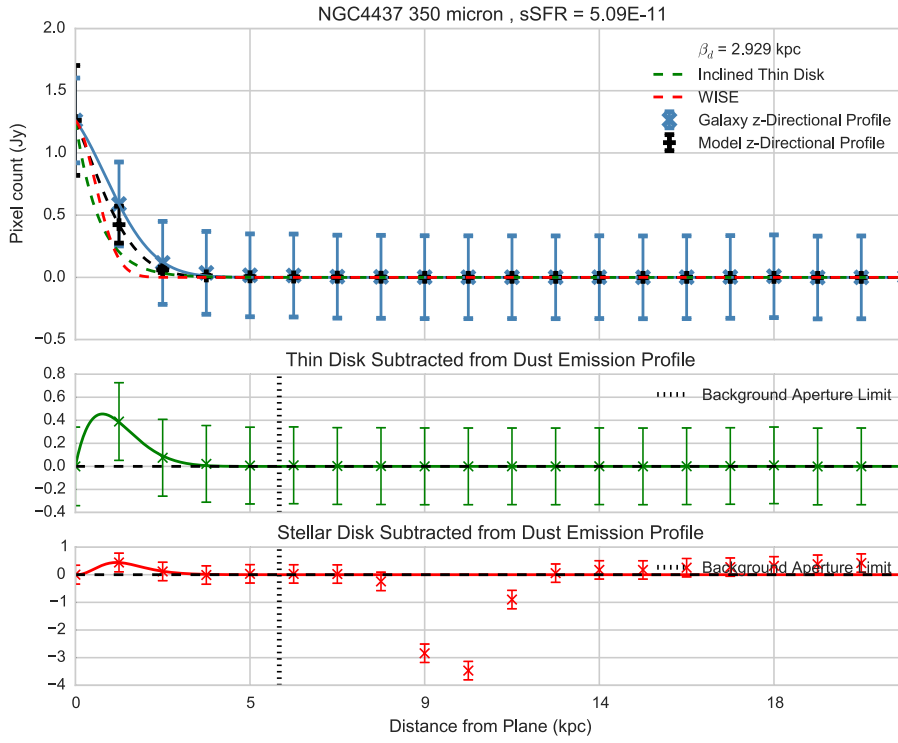 NGC4437 350 micron , sSFR = 5.09E-11
2.0
1.5
1.0
0.5
0.0
−0.5
Pixel count (Jy)
β_d = 2.929 kpc
Inclined Thin Disk
WISE
Galaxy z-Directional Profile
Model z-Directional Profile
Thin Disk Subtracted from Dust Emission Profile
0.8
0.6
0.4
0.2
0.0
−0.2
−0.4
Background Aperture Limit
Stellar Disk Subtracted from Dust Emission Profile
1
0
−1
−2
−3
−4
Background Aperture Limit
0 5 9 14 18
Distance from Plane (kpc)